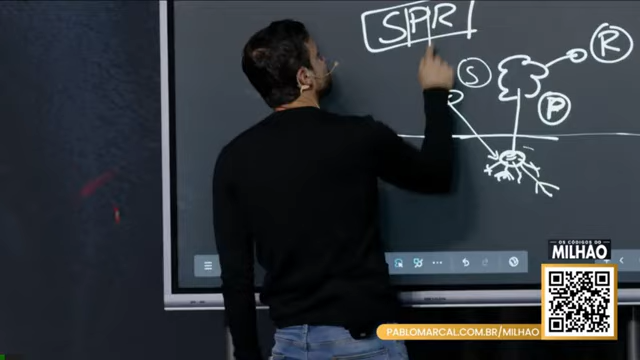 SPR
R
S
P
OS CÓDIGOS DO
MILHÃO
PABLOMARCAL.COM.BR/MILHAO